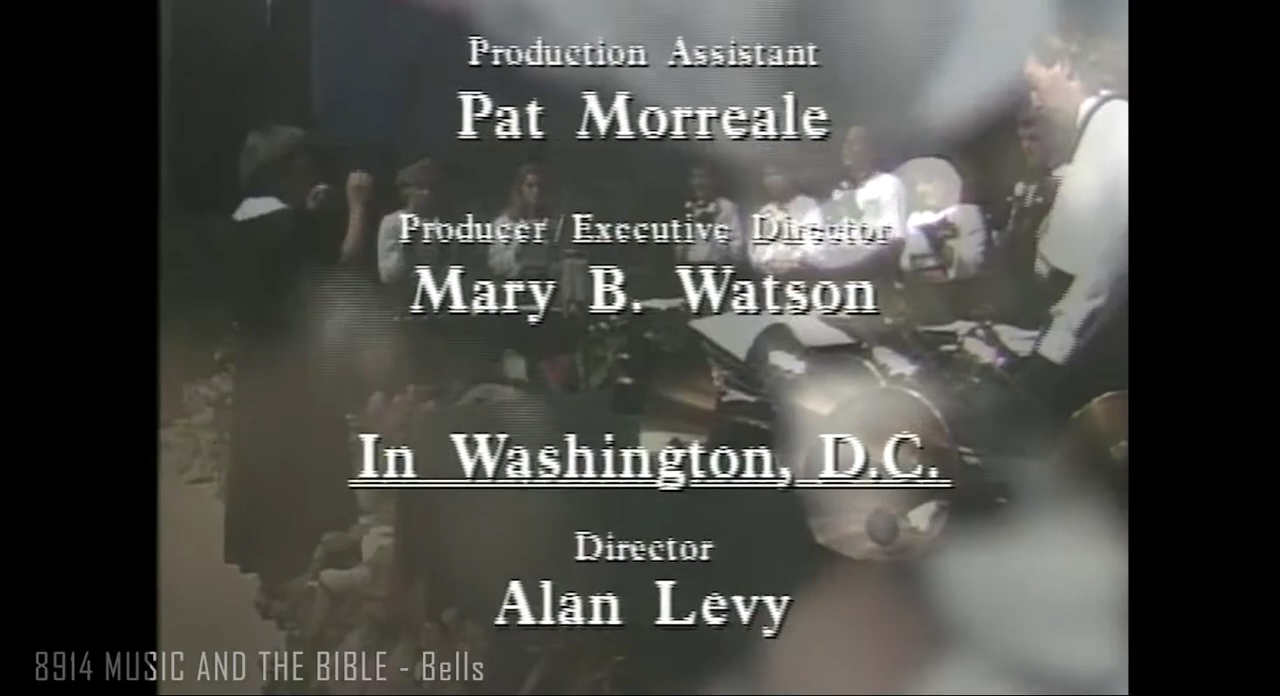 Production Assistant
Pat Morreale
Producer/Executive Director
Mary B. Watson
In Washington, D.C.
Director
Alan Levy
8914 MUSIC AND THE BIBLE - Bells